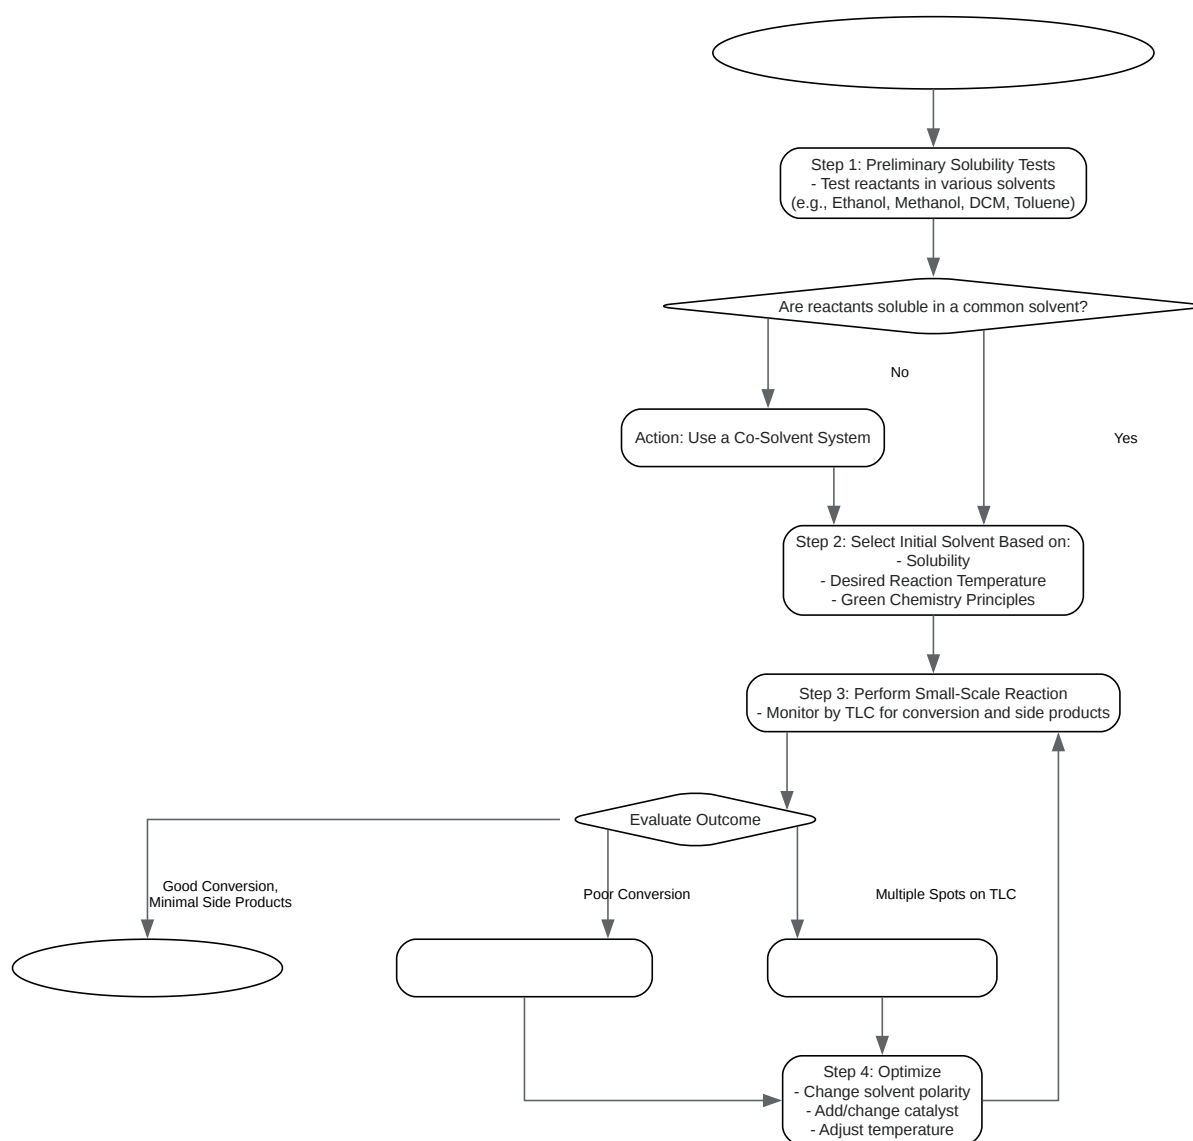 Step 1: Preliminary Solubility Tests
- Test reactants in various solvents
(e.g., Ethanol, Methanol, DCM, Toluene)
Are reactants soluble in a common solvent?
No
Action: Use a Co-Solvent System
Yes
Step 2: Select Initial Solvent Based on:
- Solubility
- Desired Reaction Temperature
- Green Chemistry Principles
Step 3: Perform Small-Scale Reaction
- Monitor by TLC for conversion and side products
Evaluate Outcome
Good Conversion,
Minimal Side Products
Poor Conversion
Multiple Spots on TLC
Step 4: Optimize
- Change solvent polarity
- Add/change catalyst
- Adjust temperature